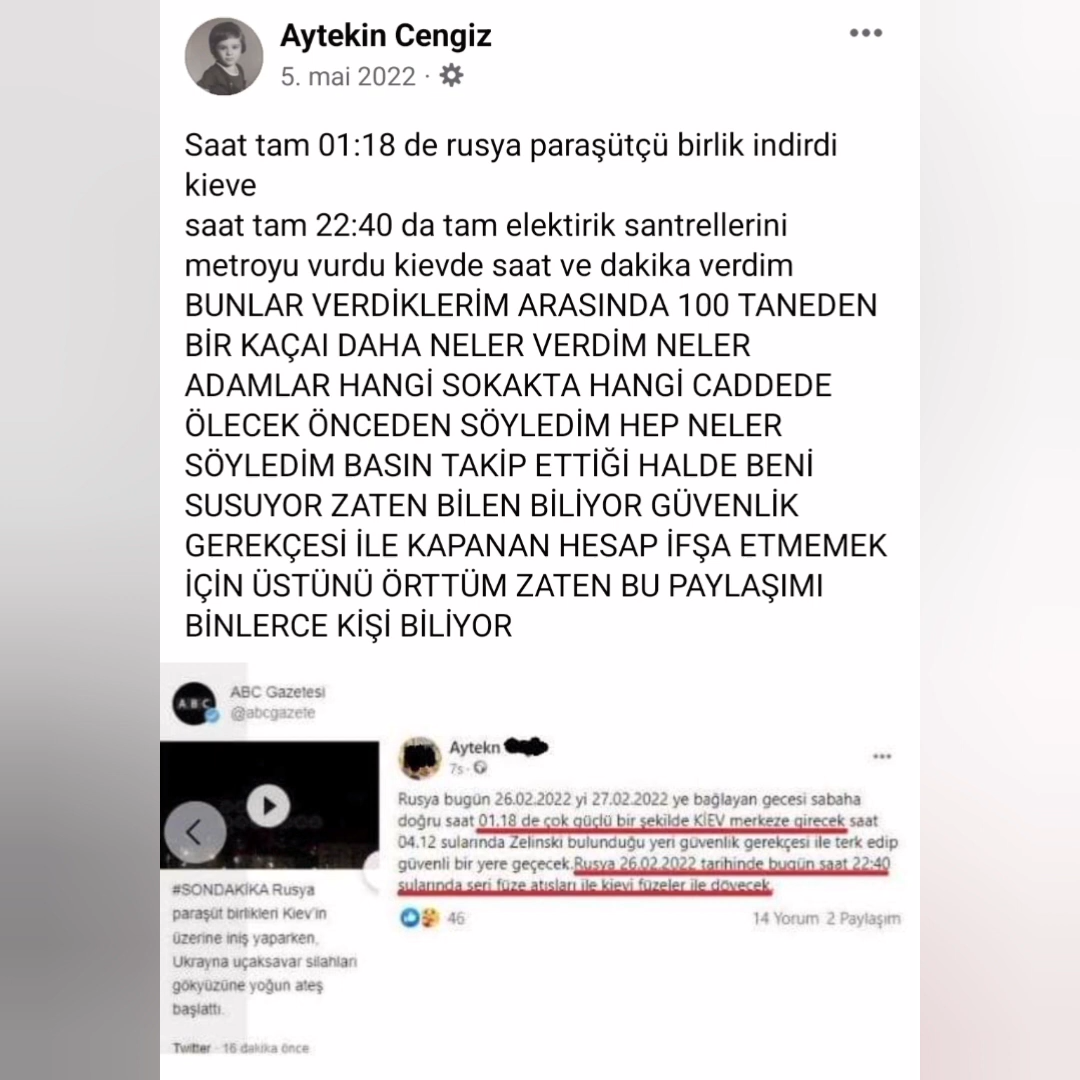 Aytekin Cengiz
5. mai 2022 ·
Saat tam 01:18 de rusya paraşütçü birlik indirdi
kieve
saat tam 22:40 da tam elektirik santrellerini
metroyu vurdu kievde saat ve dakika verdim
BUNLAR VERDİKLERİM ARASINDA 100 TANEDEN
BİR KAÇAI DAHA NELER VERDİM NELER
ADAMLAR HANGİ SOKAKTA HANGİ CADDEDE
ÖLECEK ÖNCEDEN SÖYLEDİM HEP NELER
SÖYLEDİM BASIN TAKİP ETTİĞİ HALDE BENİ
SUSUYOR ZATEN BİLEN BİLİYOR GÜVENLİK
GEREKÇESİ İLE KAPANAN HESAP İFŞA ETMEMEK
İÇİN ÜSTÜNÜ ÖRTTÜM ZATEN BU PAYLAŞIMI
BİNLERCE KİŞİ BİLİYOR
ABC Gazetesi
@abcgazete
ABC
#SONDAKİKA Rusya
paraşüt birlikleri Kiev'in
üzerine iniş yaparken,
Ukrayna uçaksavar silahları
gökyüzüne yoğun ateş
başlattı.
Twitter · 16 dakika önce
Aytekn
7s ·
Rusya bugün 26.02.2022 yi 27.02.2022 ye bağlayan gecesi sabaha
doğru saat 01.18 de çok güçlü bir şekilde KİEV merkeze girecek saat
04.12 sularında Zelinski bulunduğu yeri güvenlik gerekçesi ile terk edip
güvenli bir yere geçecek.Rusya 26.02.2022 tarihinde bugün saat 22:40
sularında seri füze atışları ile kievi füzeler ile dövecek.
46
14 Yorum 2 Paylaşım